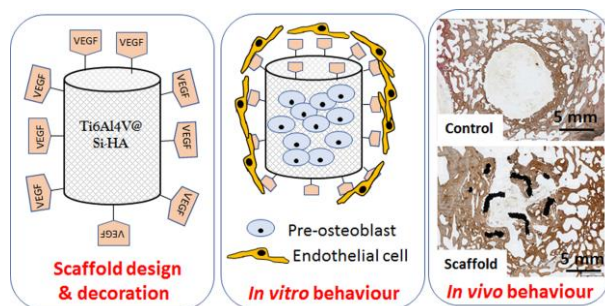 VEGF
VEGF
VEGF
VEGF
VEGF
VEGF
VEGF
VEGF
VEGF
Ti6Al4V@
Si-HA
Scaffold design
& decoration
Pre-osteoblast
Endothelial cell
In vitro behaviour
Control
5 mm
Scaffold
5 mm
In vivo behaviour